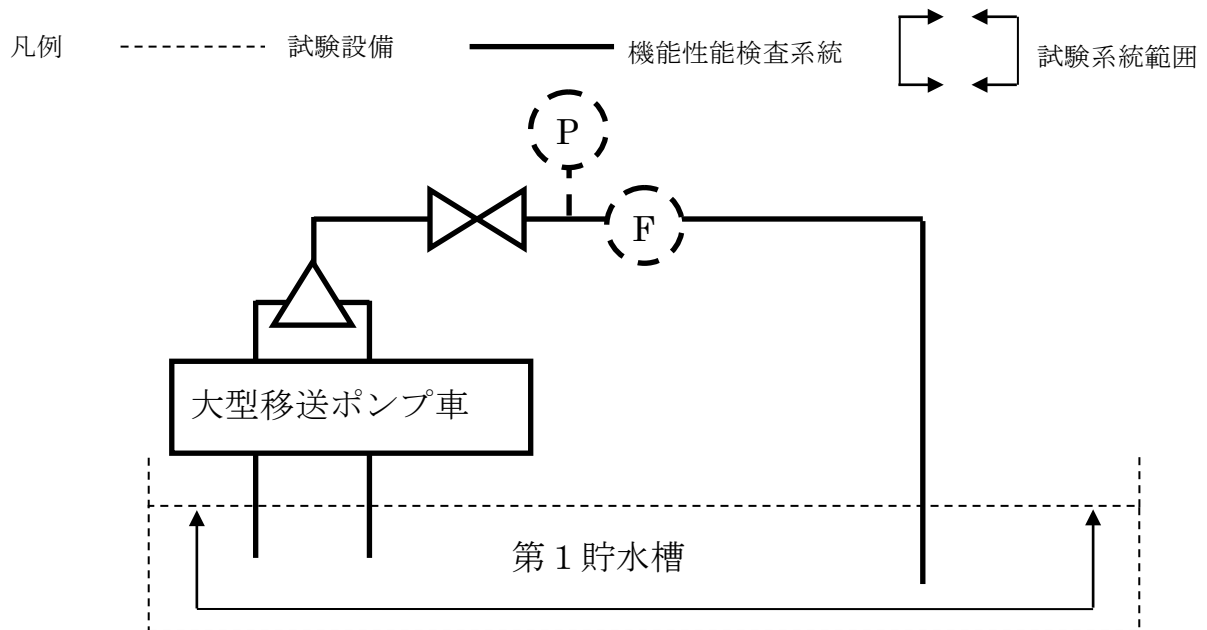 凡例
試験設備
機能性能検査系統
試験系統範囲
P
F
大型移送ポンプ車
第1貯水槽